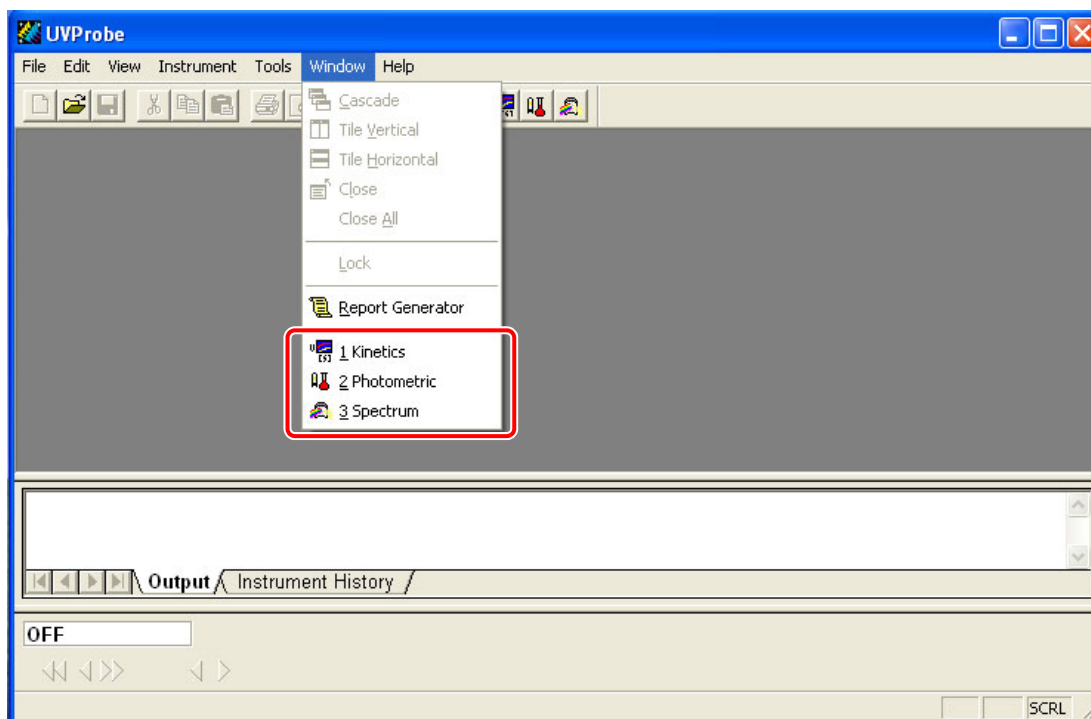 UVProbe
File Edit View Instrument Tools Window Help
Cascade
Tile Vertical
Tile Horizontal
Close
Close All
Lock
Report Generator
1 Kinetics
2 Photometric
3 Spectrum
Output Instrument History
OFF
SCRL